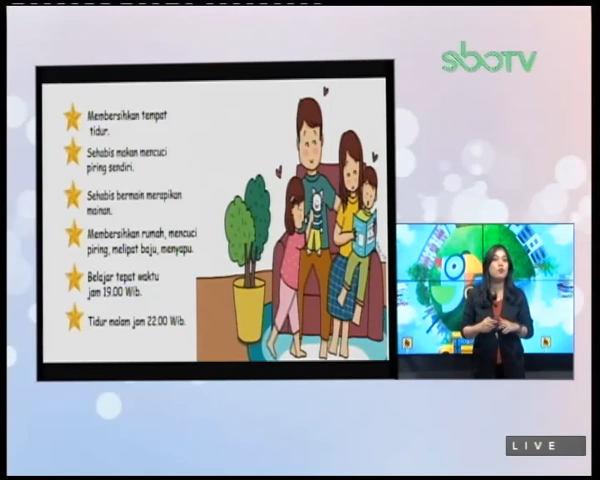 sboTV
Membersihkan tempat
tidur.
Sehabis makan mencuci
piring sendiri.
Sehabis bermain merapikan
mainan.
Membersihkan rumah, mencuci
piring, melipat baju, menyapu.
Belajar tepat waktu
jam 19.00 Wib.
Tidur malam jam 22:00 Wib.
LIVE